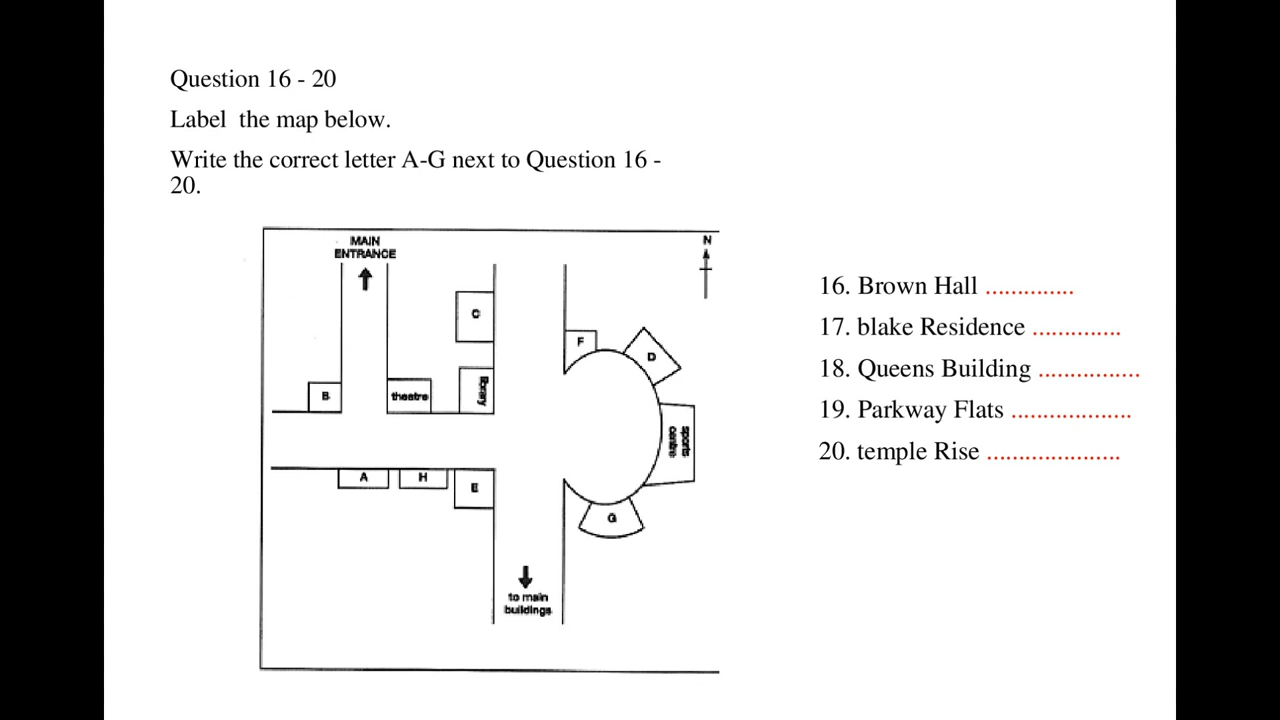 Question 16 - 20
Label  the map below.
Write the correct letter A-G next to Question 16 -
20.
MAIN
ENTRANCE
N
C
F
D
library
B
theatre
sports
centre
A
H
E
G
to main
buildings
16. Brown Hall ..............
17. blake Residence ..............
18. Queens Building ................
19. Parkway Flats ...................
20. temple Rise .....................